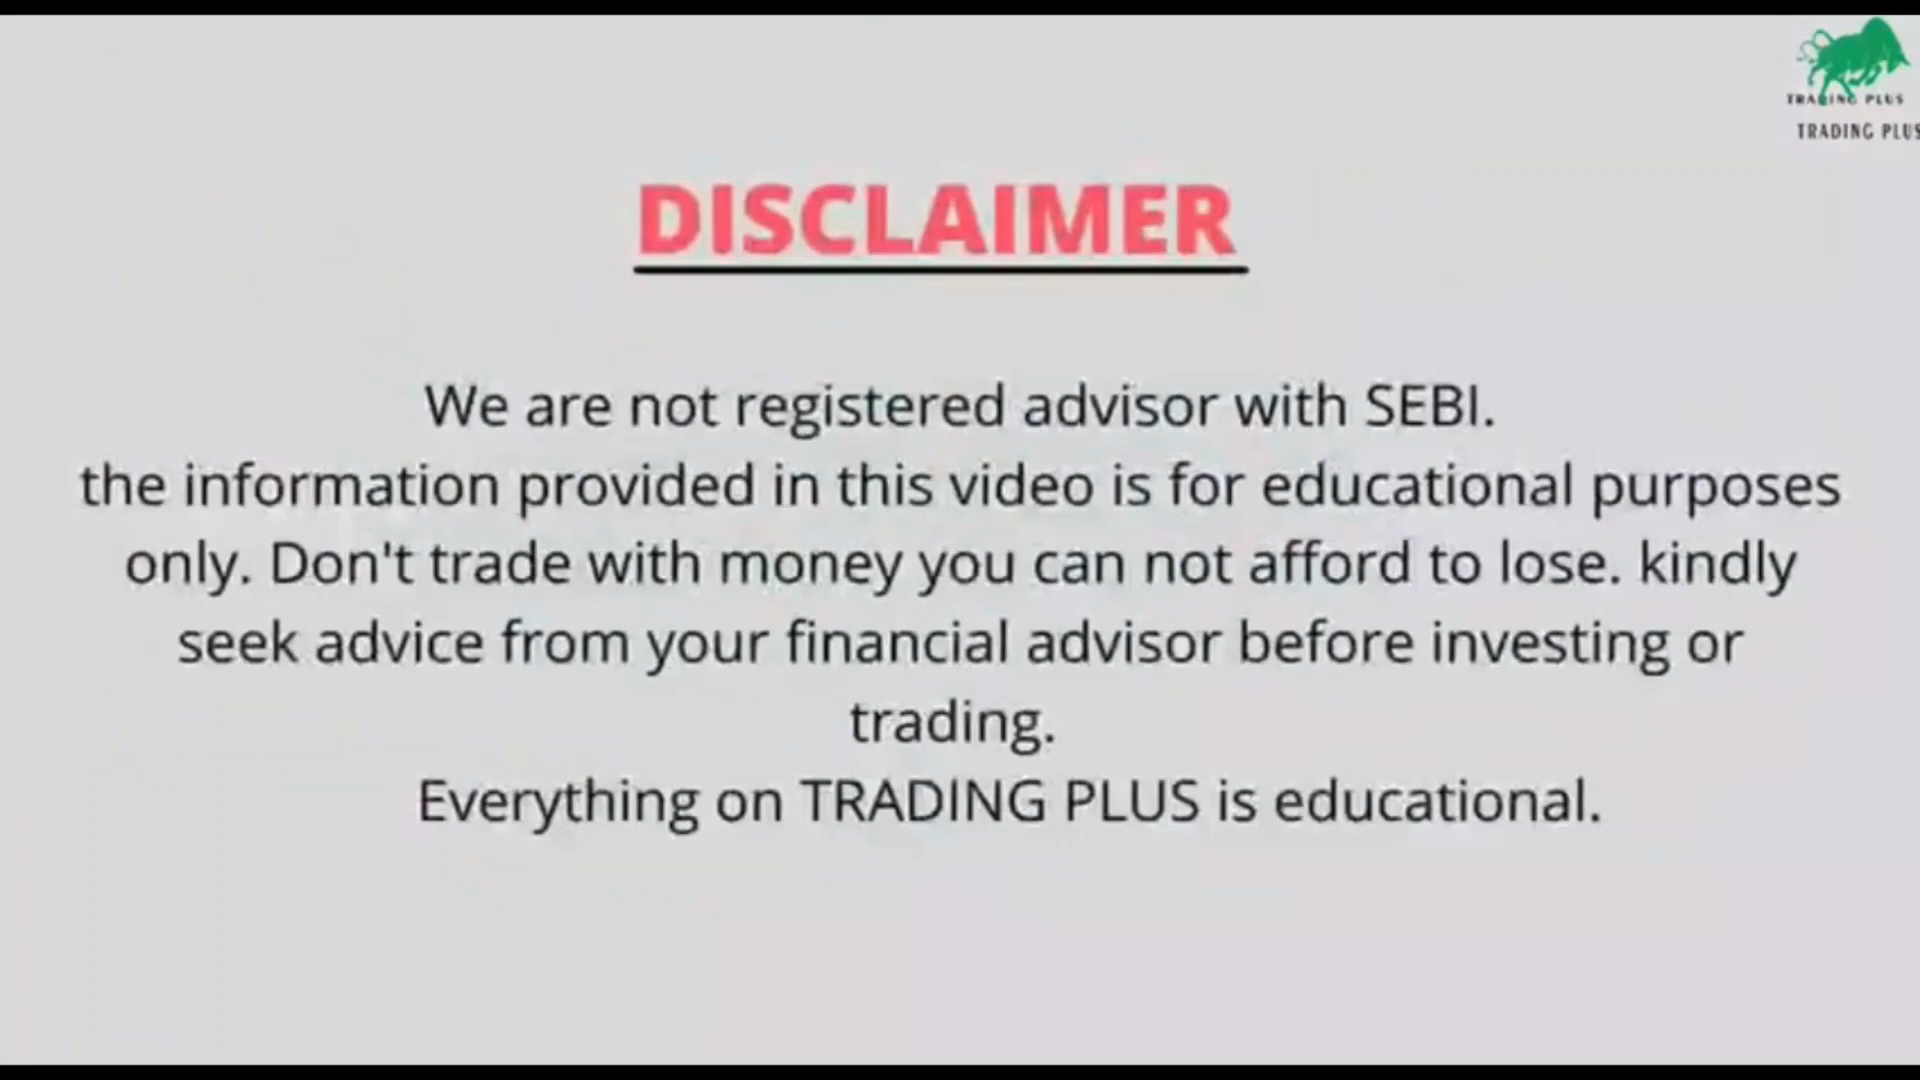 TRADING PLUS
TRADING PLUS
DISCLAIMER
We are not registered advisor with SEBI.
the information provided in this video is for educational purposes
only. Don't trade with money you can not afford to lose. kindly
seek advice from your financial advisor before investing or
trading.
Everything on TRADING PLUS is educational.